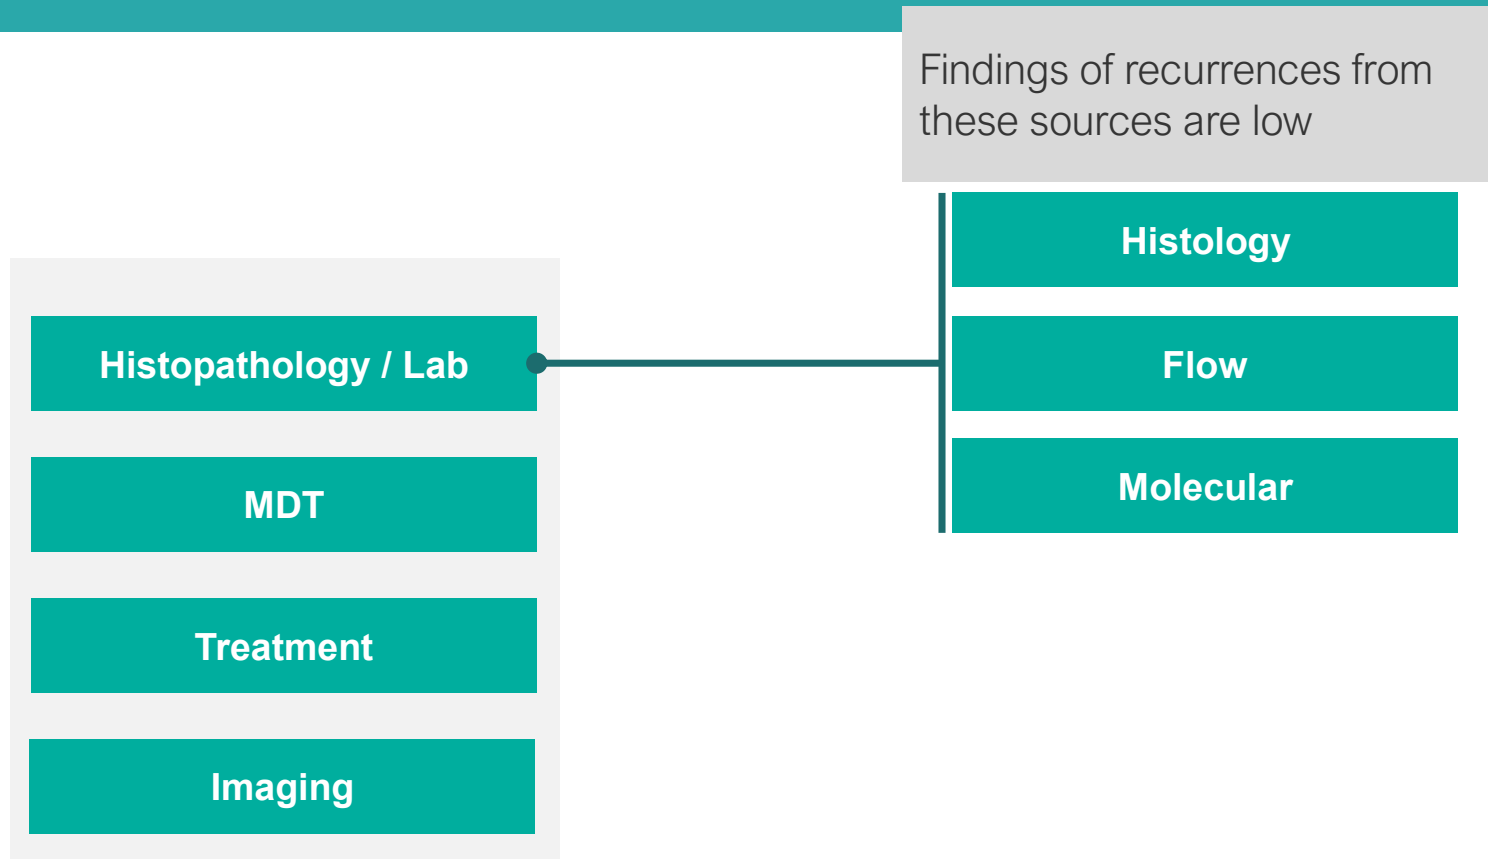 Findings of recurrences from
these sources are low
Histology
Histopathology / Lab
Flow
MDT
Molecular
Treatment
Imaging